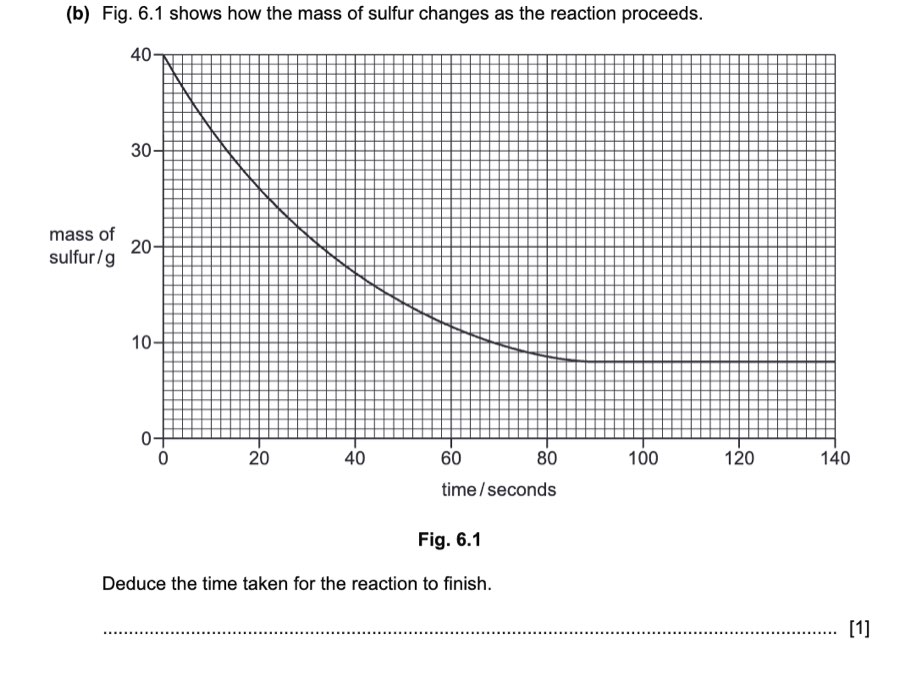 (b) Fig. 6.1 shows how the mass of sulfur changes as the reaction proceeds.
40
30
mass of
sulfur/g
20
10
0
0 20 40 60 80 100 120 140
time/seconds
Fig. 6.1
Deduce the time taken for the reaction to finish.
[1]